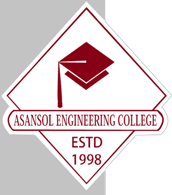 ASANSOL ENGINEERING COLLEGE
ESTD
1998